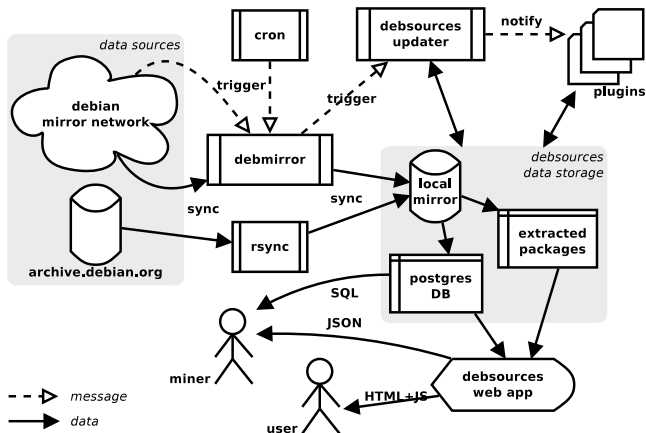 data sources
cron
debsources
updater
notify
plugins
trigger
trigger
debian
mirror network
debmirror
debsources
data storage
local
mirror
sync
sync
extracted
packages
archive.debian.org
rsync
postgres
DB
SQL
JSON
miner
debsources
web app
HTML+JS
user
message
data